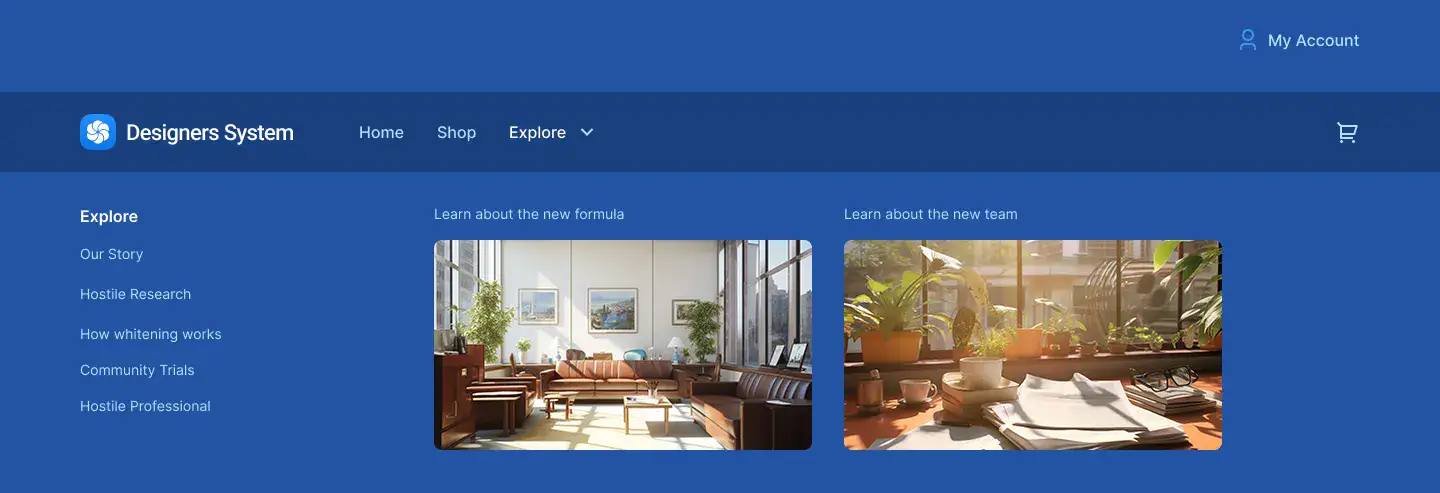 My Account
Designers System
Home
Shop
Explore
Explore
Our Story
Hostile Research
How whitening works
Community Trials
Hostile Professional
Learn about the new formula
Learn about the new team